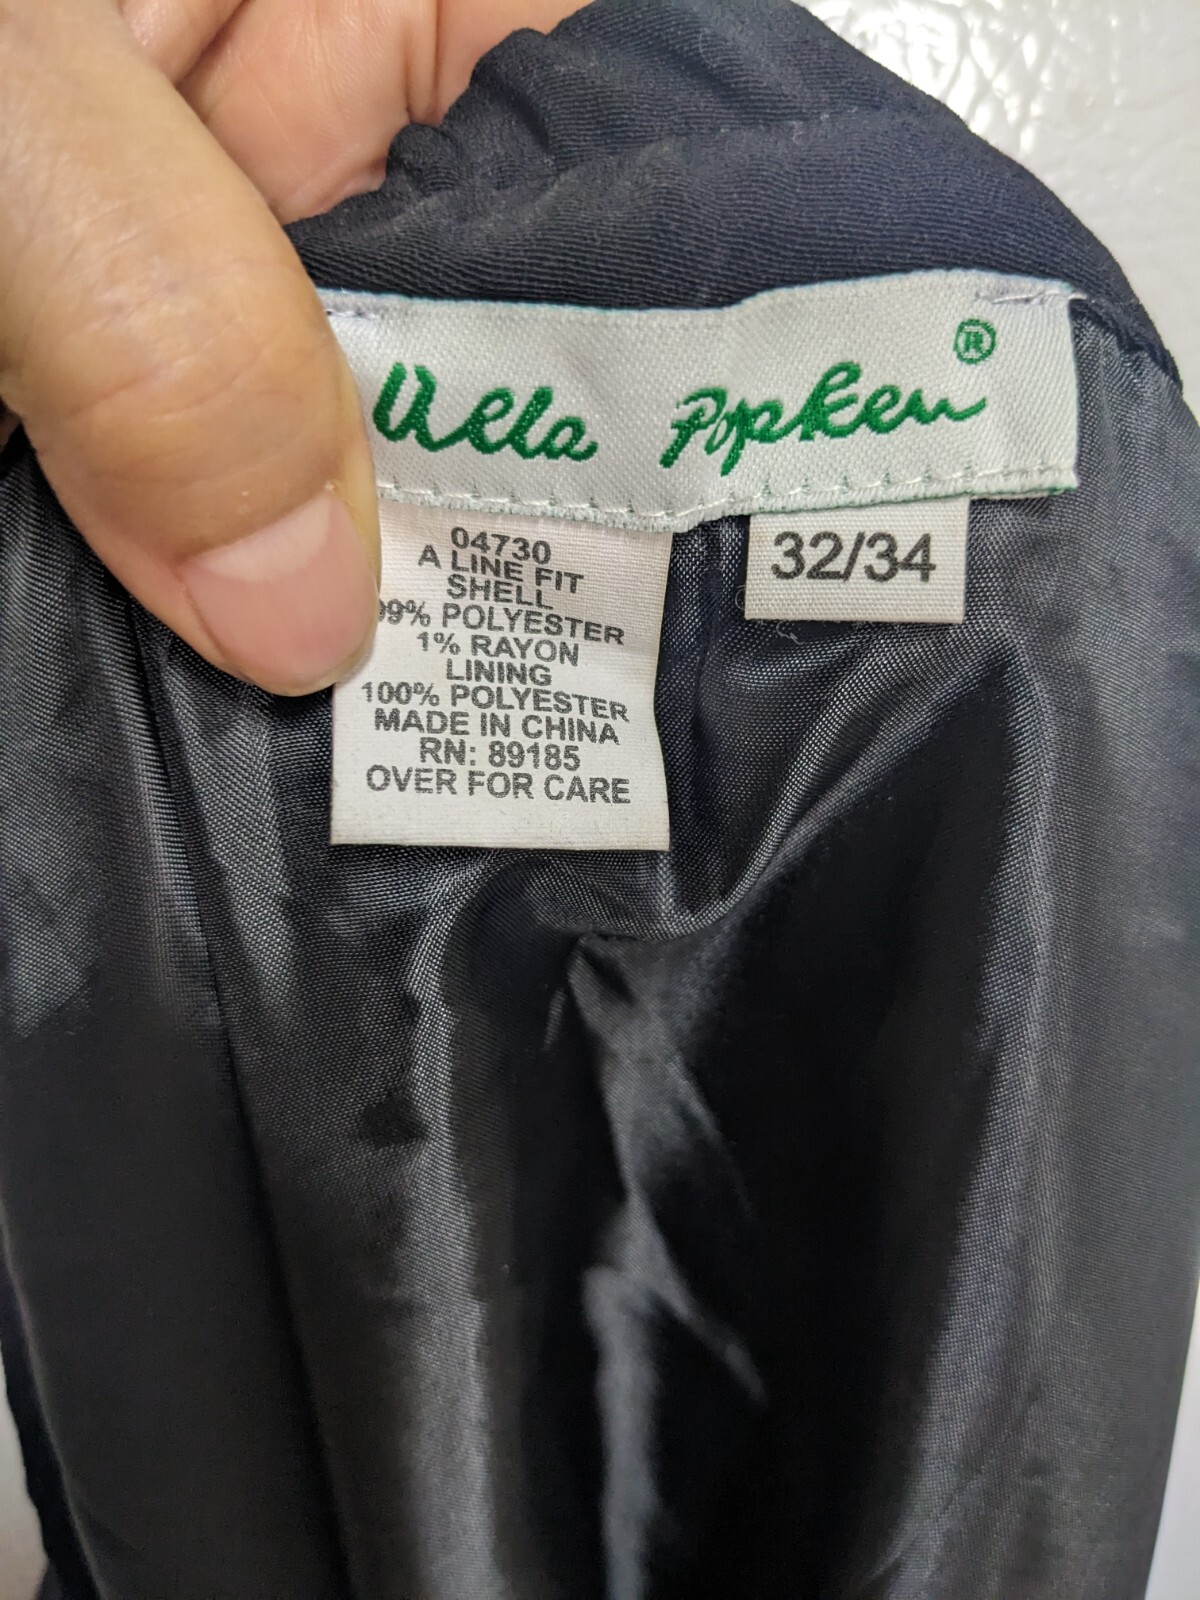 Ulla Popken ®
32/34
04730
A LINE FIT
SHELL
99% POLYESTER
1% RAYON
LINING
100% POLYESTER
MADE IN CHINA
RN: 89185
OVER FOR CARE